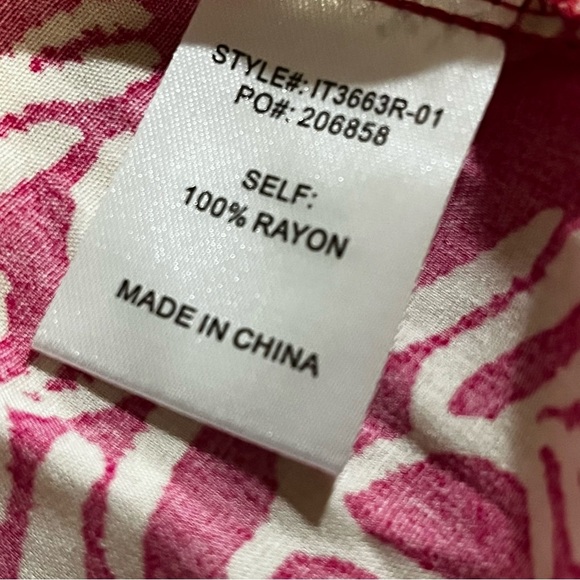 STYLE#: IT3663R-01
PO#: 206858
SELF:
100% RAYON
MADE IN CHINA